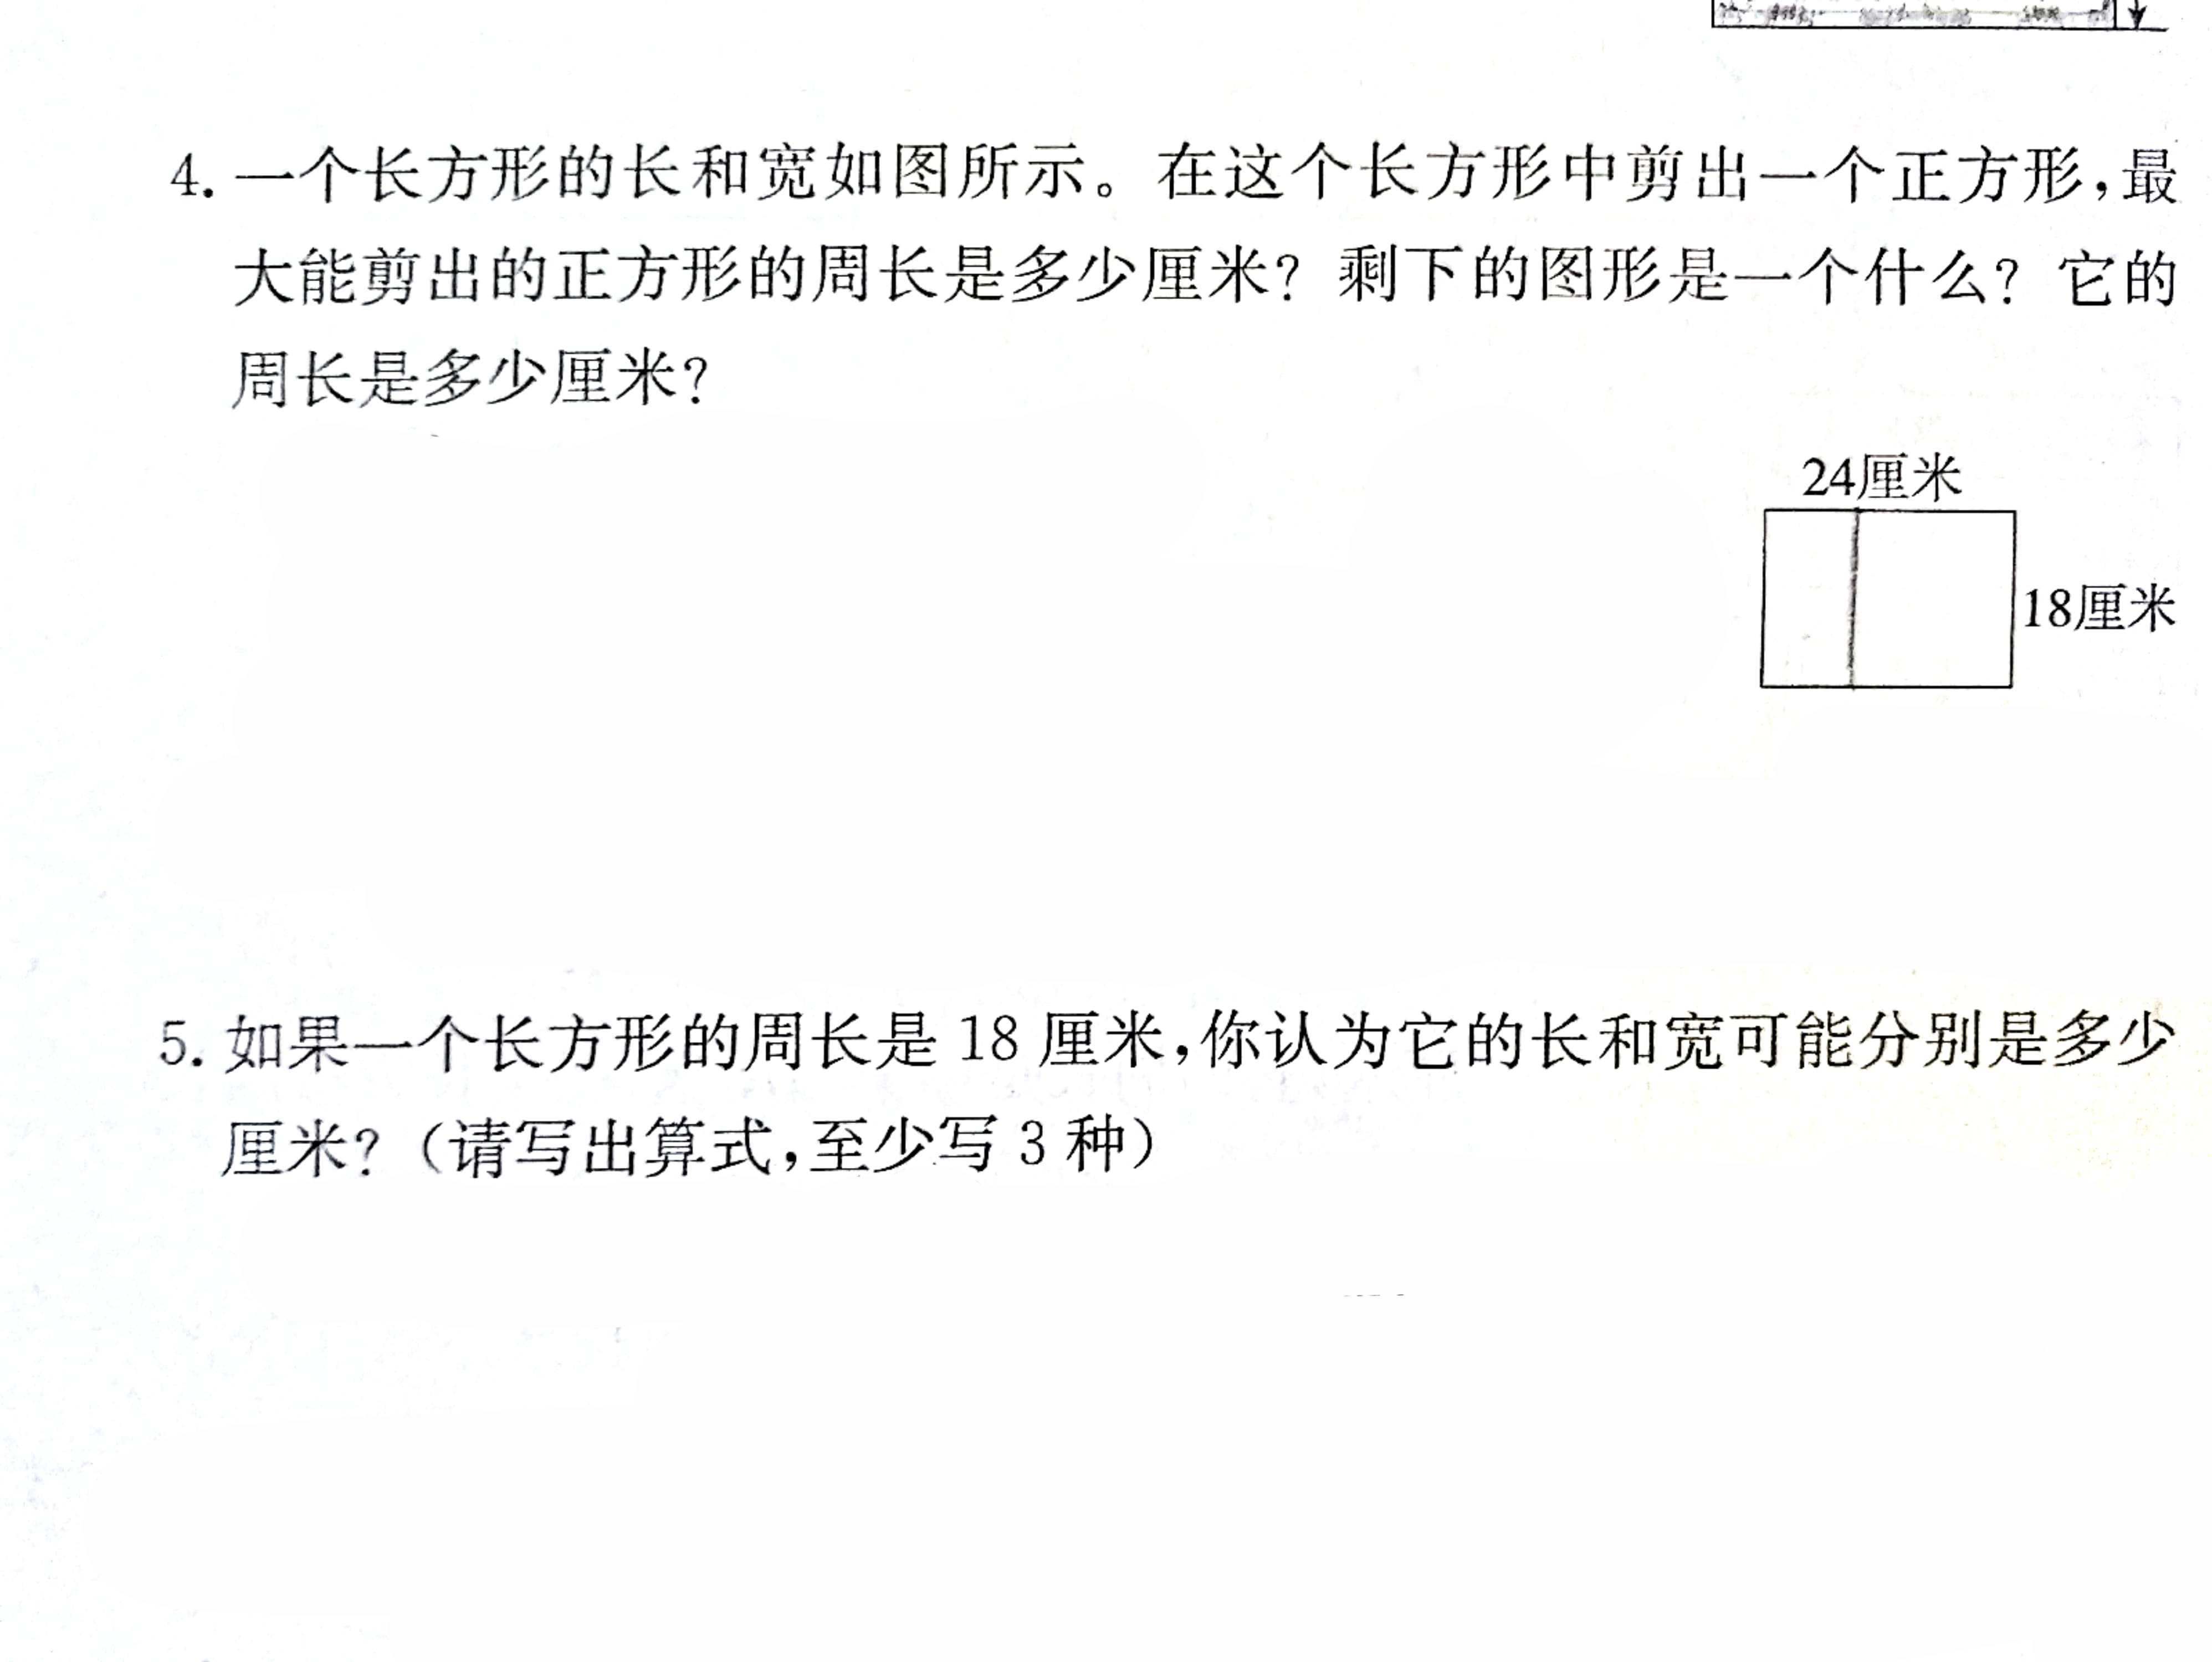 4. 一个长方形的长和宽如图所示。在这个长方形中剪出一个正方形,最
大能剪出的正方形的周长是多少厘米? 剩下的图形是一个什么? 它的
周长是多少厘米?
24厘米
18厘米
5. 如果一个长方形的周长是 18 厘米,你认为它的长和宽可能分别是多少
厘米? (请写出算式,至少写 3 种)